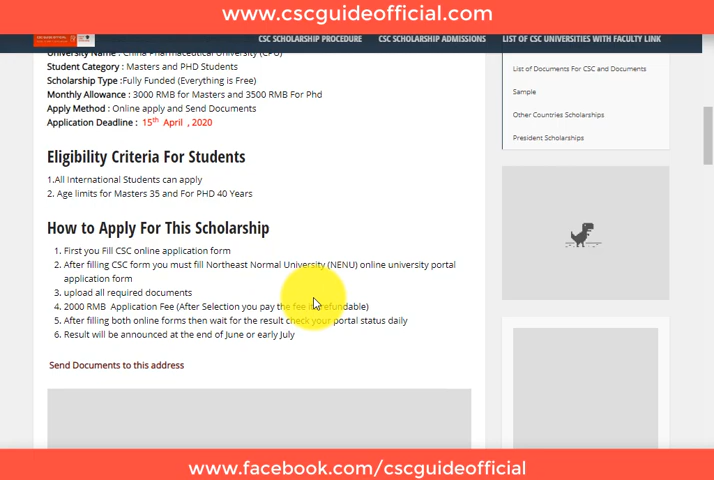 www.cscguideofficial.com
CSC SCHOLARSHIP PROCEDURE CSC SCHOLARSHIP ADMISSIONS LIST OF CSC UNIVERSITIES WITH FACULTY LINK
University Name : China Pharmaceutical University (CPU)
Student Category : Masters and PHD Students
Scholarship Type :Fully Funded (Everything is Free)
Monthly Allowance : 3000 RMB for Masters and 3500 RMB For Phd
Apply Method : Online apply and Send Documents
Application Deadline : 15th April , 2020
Eligibility Criteria For Students
1.All International Students can apply
2. Age limits for Masters 35 and For PHD 40 Years
How to Apply For This Scholarship
1. First you Fill CSC online application form
2. After filling CSC form you must fill Northeast Normal University (NENU) online university portal
application form
3. upload all required documents
4. 2000 RMB Application Fee (After Selection you pay the fee is refundable)
5. After filling both online forms then wait for the result check your portal status daily
6. Result will be announced at the end of June or early July
Send Documents to this address
List of Documents For CSC and Documents
Sample
Other Countries Scholarships
President Scholarships
www.facebook.com/cscguideofficial